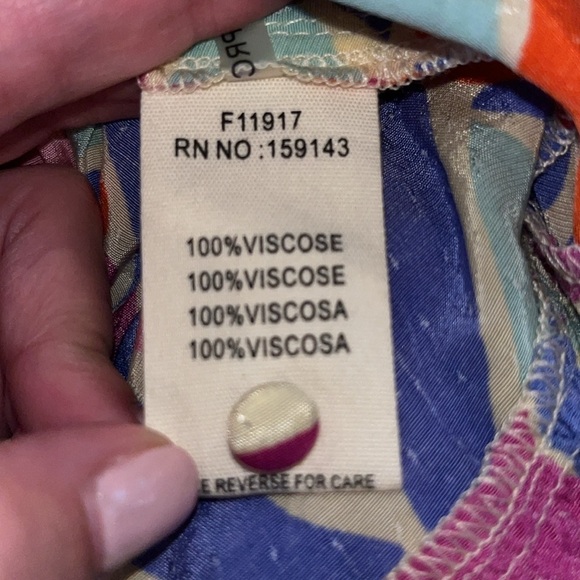 F11917
RN NO :159143
100%VISCOSE
100%VISCOSE
100%VISCOSA
100%VISCOSA
REVERSE FOR CARE